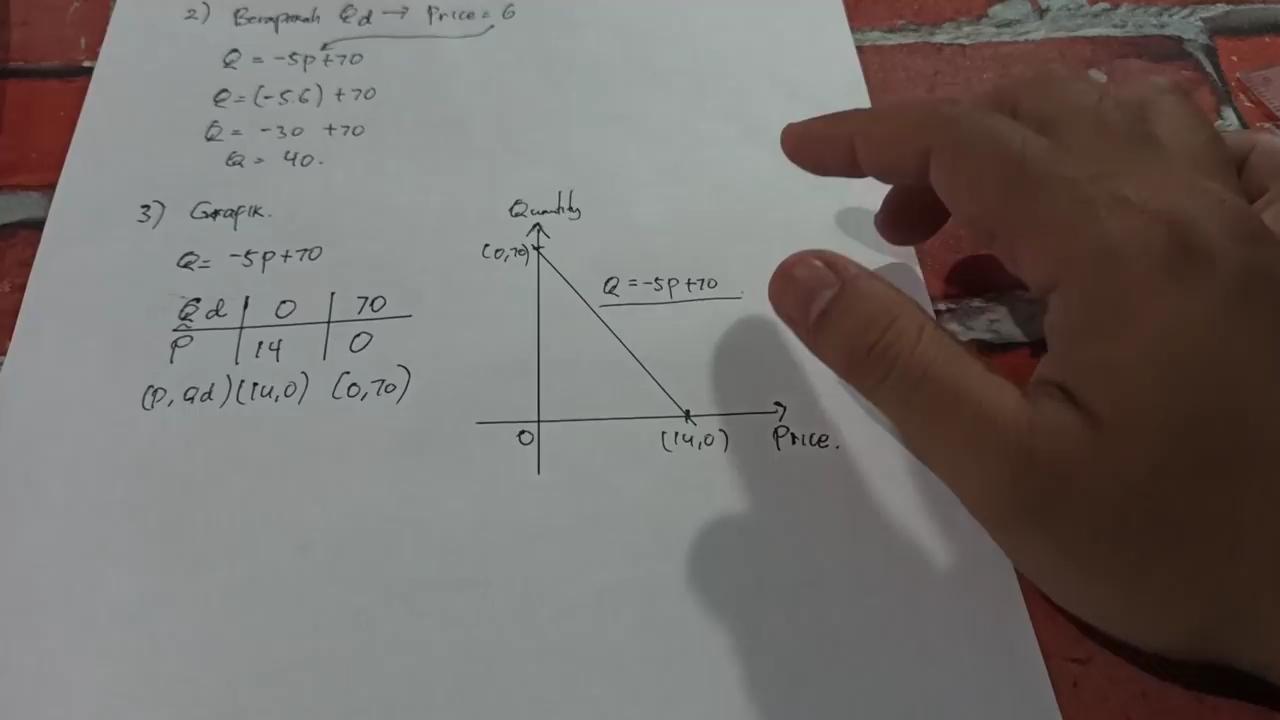 2) Berapakah Qd → Price = 6
Q = -5p+70
Q = (-5.6) +70
Q = -30 +70
Q = 40.
3) Grafik.
Q = -5p+70
Qd | 0 | 70
P | 14 | 0
(P, Qd) (14,0) (0,70)
Quantity
(0,70)
Q = -5p+70
0
(14,0)
Price.